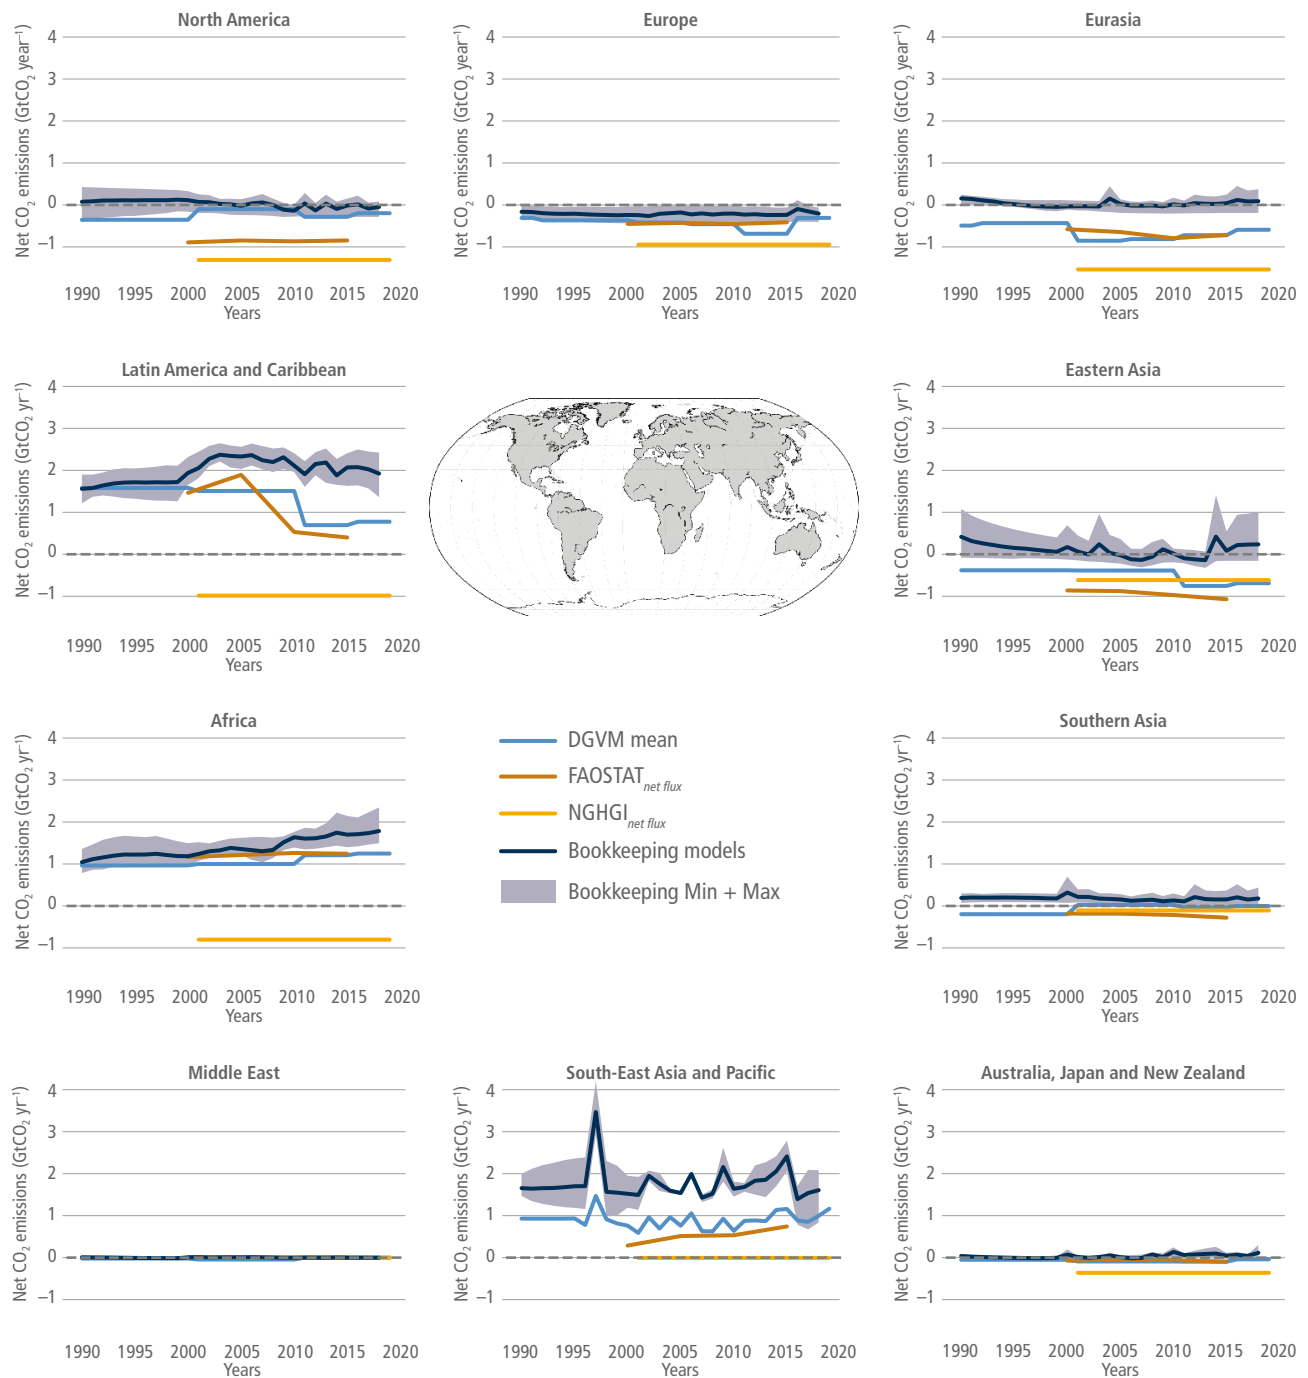 North America
Net CO2 emissions (GtCO2 year–1)
4
3
2
1
0
–1
1990 1995 2000 2005 2010 2015 2020
Years
Europe
Net CO2 emissions (GtCO2 year–1)
4
3
2
1
0
–1
1990 1995 2000 2005 2010 2015 2020
Years
Eurasia
Net CO2 emissions (GtCO2 year–1)
4
3
2
1
0
–1
1990 1995 2000 2005 2010 2015 2020
Years
Latin America and Caribbean
Net CO2 emissions (GtCO2 yr–1)
4
3
2
1
0
–1
1990 1995 2000 2005 2010 2015 2020
Years
Eastern Asia
Net CO2 emissions (GtCO2 yr–1)
4
3
2
1
0
–1
1990 1995 2000 2005 2010 2015 2020
Years
Africa
Net CO2 emissions (GtCO2 yr–1)
4
3
2
1
0
–1
1990 1995 2000 2005 2010 2015 2020
Years
DGVM mean
FAOSTAT net flux
NGHGI net flux
Bookkeeping models
Bookkeeping Min + Max
Southern Asia
Net CO2 emissions (GtCO2 yr–1)
4
3
2
1
0
–1
1990 1995 2000 2005 2010 2015 2020
Years
Middle East
Net CO2 emissions (GtCO2 yr–1)
4
3
2
1
0
–1
1990 1995 2000 2005 2010 2015 2020
Years
South-East Asia and Pacific
Net CO2 emissions (GtCO2 yr–1)
4
3
2
1
0
–1
1990 1995 2000 2005 2010 2015 2020
Years
Australia, Japan and New Zealand
Net CO2 emissions (GtCO2 yr–1)
4
3
2
1
0
–1
1990 1995 2000 2005 2010 2015 2020
Years